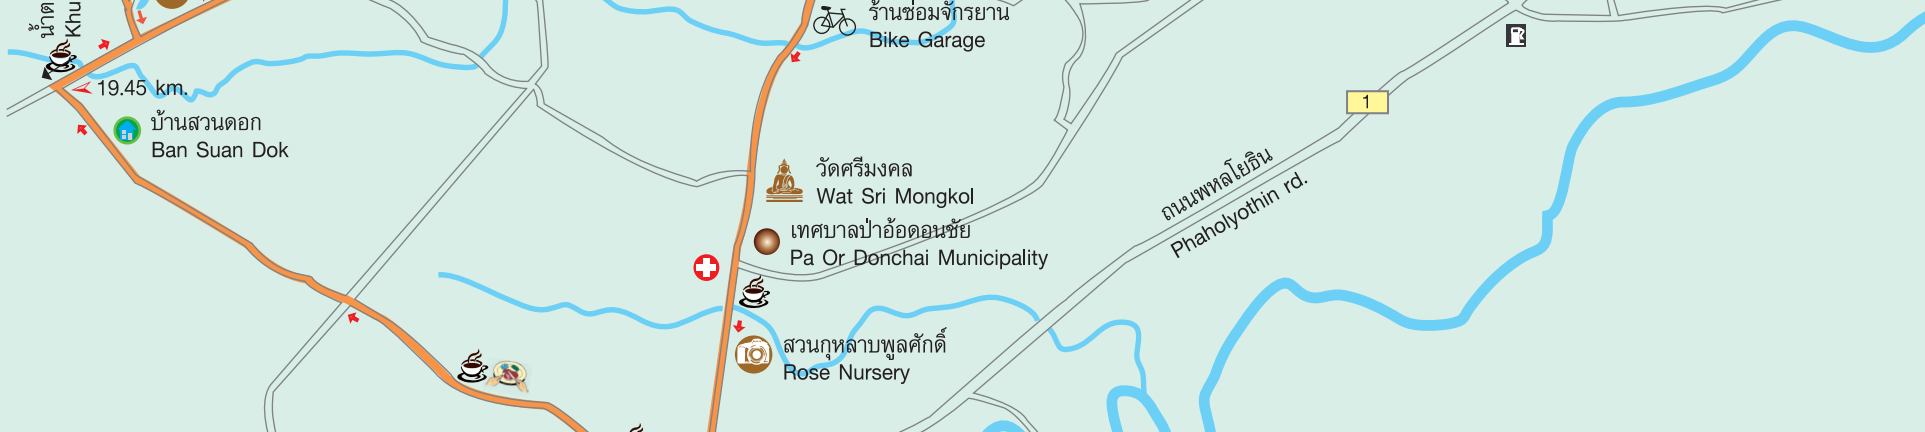 น้ำต
Khu
ร้านซ่อมจักรยาน
Bike Garage
19.45 km.
1
บ้านสวนดอก
Ban Suan Dok
วัดศรีมงคล
Wat Sri Mongkol
ถนนพหลโยธิน
Phaholyothin rd.
เทศบาลป่าอ้อดอนชัย
Pa Or Donchai Municipality
สวนกุหลาบพูลศักดิ์
Rose Nursery